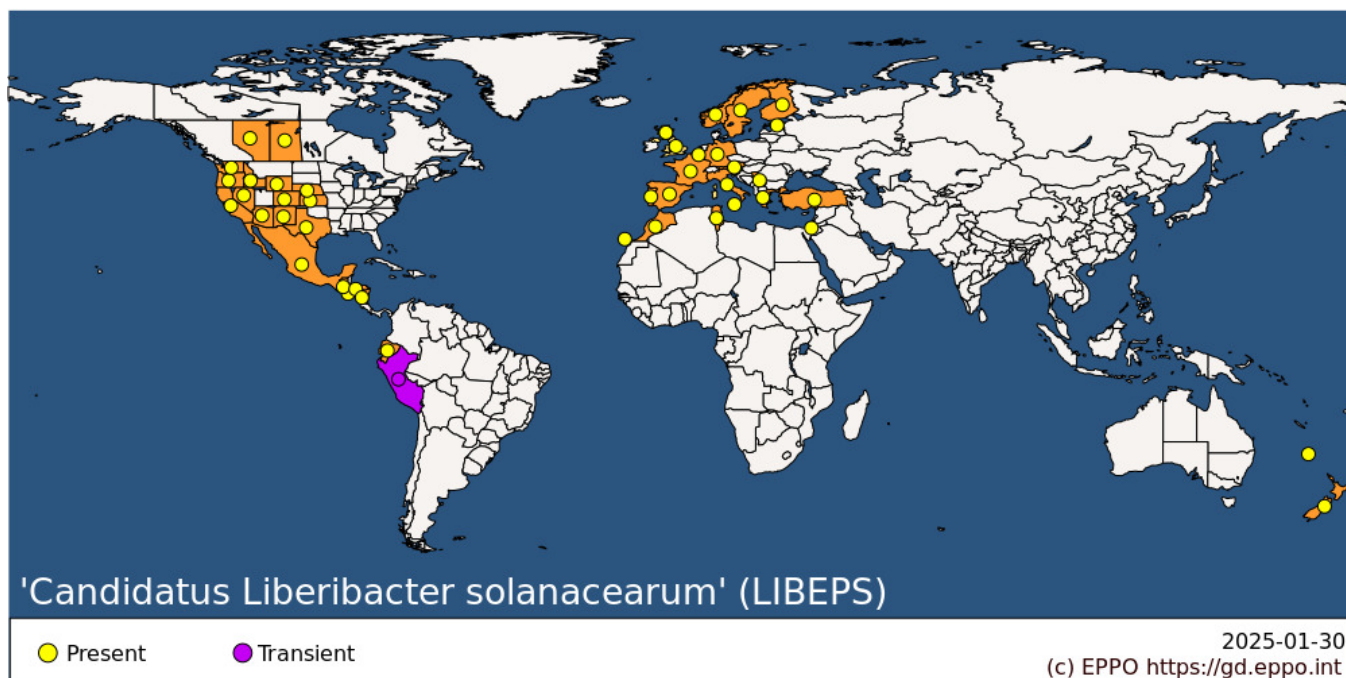 'Candidatus Liberibacter solanacearum' (LIBEPS)
Present
Transient
2025-01-30
(c) EPPO https://gd.eppo.int